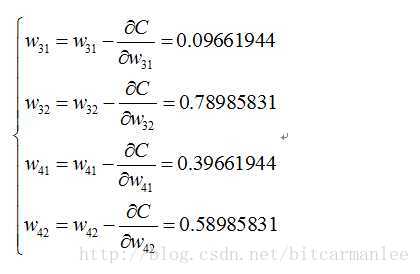 w₃₁ = w₃₁ − ∂C/∂w₃₁ = 0.09661944
w₃₂ = w₃₂ − ∂C/∂w₃₂ = 0.78985831
w₄₁ = w₄₁ − ∂C/∂w₄₁ = 0.39661944
w₄₂ = w₄₂ − ∂C/∂w₄₂ = 0.58985831
http://blog.csdn.net/bitcarmanlee